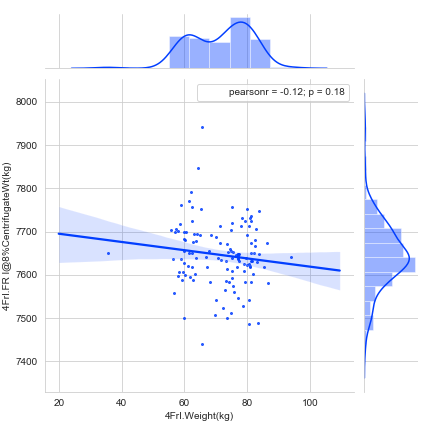 pearsonr = -0.12; p = 0.18
8000
7900
7800
7700
7600
7500
7400
4FrI.FR I@8%CentrifugateWt(kg)
20 40 60 80 100
4FrI.Weight(kg)